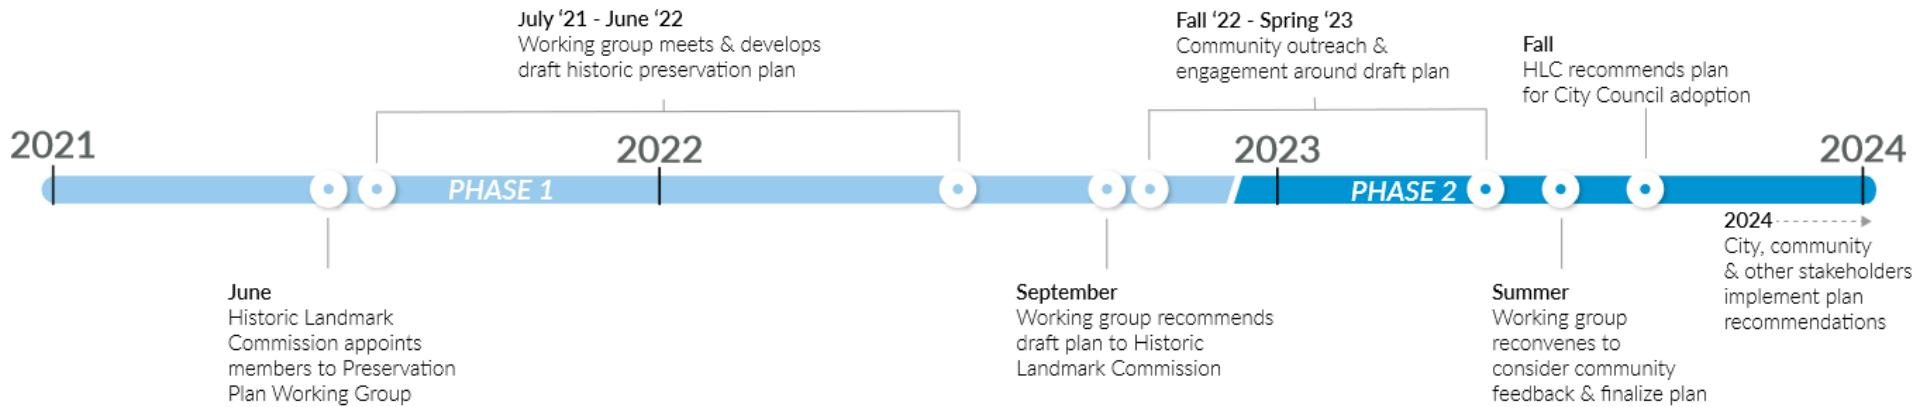 July ‘21 - June ‘22
Working group meets & develops
draft historic preservation plan
Fall ‘22 - Spring ‘23
Community outreach &
engagement around draft plan
Fall
HLC recommends plan
for City Council adoption
2021
2022
2023
2024
PHASE 1
PHASE 2
June
Historic Landmark
Commission appoints
members to Preservation
Plan Working Group
September
Working group recommends
draft plan to Historic
Landmark Commission
Summer
Working group
reconvenes to
consider community
feedback & finalize plan
2024
City, community
& other stakeholders
implement plan
recommendations